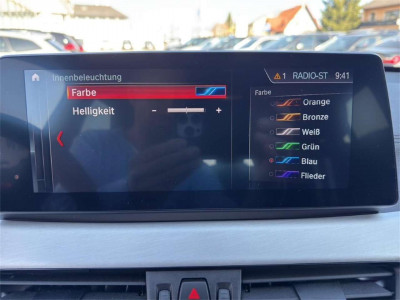 Innenbeleuchtung
1 RADIO-ST 9:41
Farbe
Helligkeit - +
Farbe
Orange
Bronze
Weiß
Grün
Blau
Flieder